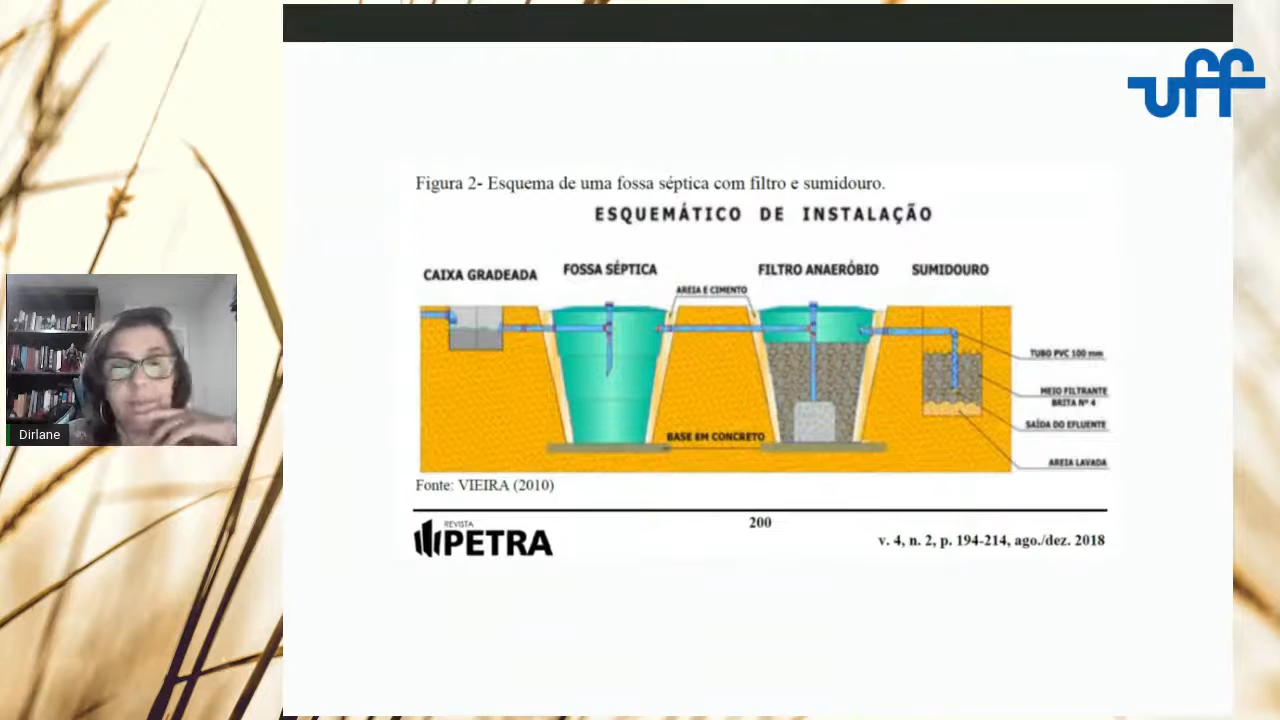 uff
Figura 2- Esquema de uma fossa séptica com filtro e sumidouro.
ESQUEMÁTICO DE INSTALAÇÃO
CAIXA GRADEADA
FOSSA SÉPTICA
FILTRO ANAERÓBIO
SUMIDOURO
AREIA E CIMENTO
TUBO PVC 100 mm
MEIO FILTRANTE
BRITA Nº 4
SAÍDA DO EFLUENTE
BASE EM CONCRETO
AREIA LAVADA
Fonte: VIEIRA (2010)
200
REVISTA
PETRA
v. 4, n. 2, p. 194-214, ago./dez. 2018
Dirlane